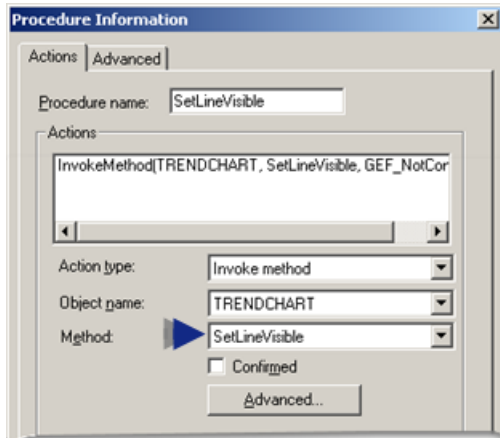 Procedure Information
Actions
Advanced
Procedure name: SetLineVisible
Actions
InvokeMethod(TRENDCHART, SetLineVisible, GEF_NotCor
Action type: Invoke method
Object name: TRENDCHART
Method: SetLineVisible
Confirmed
Advanced...